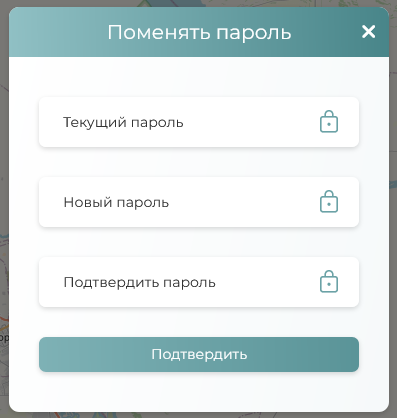 Поменять пароль
Текущий пароль
Новый пароль
Подтвердить пароль
Подтвердить